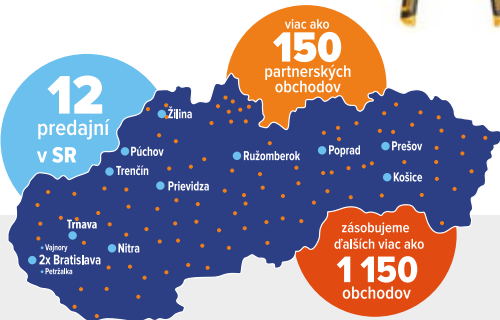 viac ako
150
partnerských
obchodov
12
predajní
v SR
Žilina
Púchov
Ružomberok
Poprad
Prešov
Trenčín
Prievidza
Košice
Trnava
Vajnory
2x Bratislava
Petržalka
Nitra
zásobujeme
ďalších viac ako
1 150
obchodov